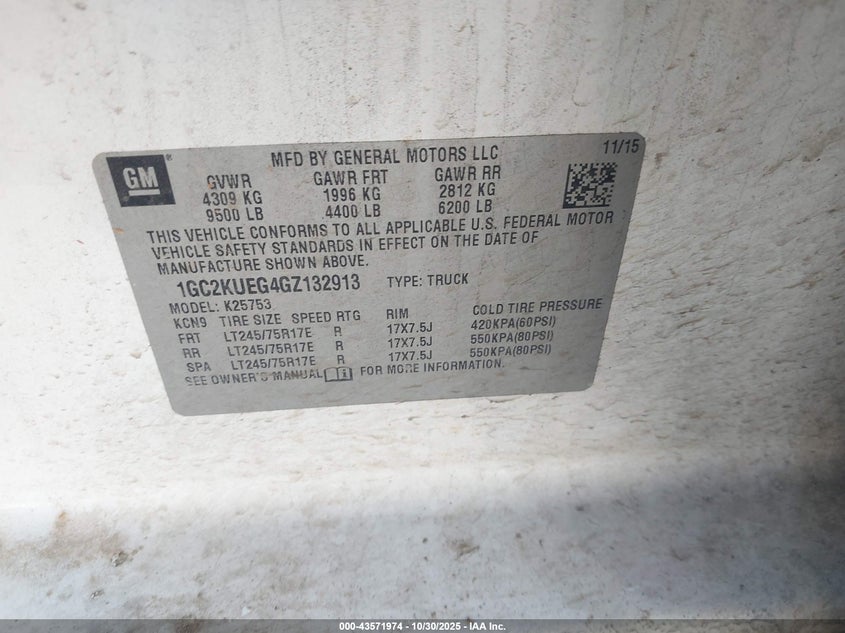 GM®
MFD BY GENERAL MOTORS LLC 11/15
GVWR GAWR FRT GAWR RR
4309 KG 1996 KG 2812 KG
9500 LB 4400 LB 6200 LB
THIS VEHICLE CONFORMS TO ALL APPLICABLE U.S. FEDERAL MOTOR
VEHICLE SAFETY STANDARDS IN EFFECT ON THE DATE OF
MANUFACTURE SHOWN ABOVE.
1GC2KUEG4GZ132913 TYPE: TRUCK
MODEL: K25753
KCN9 TIRE SIZE SPEED RTG RIM COLD TIRE PRESSURE
FRT LT245/75R17E R 17X7.5J 420KPA(60PSI)
RR LT245/75R17E R 17X7.5J 550KPA(80PSI)
SPA LT245/75R17E R 17X7.5J 550KPA(80PSI)
SEE OWNER'S MANUAL FOR MORE INFORMATION.
000-43571974 - 10/30/2025 - IAA Inc.